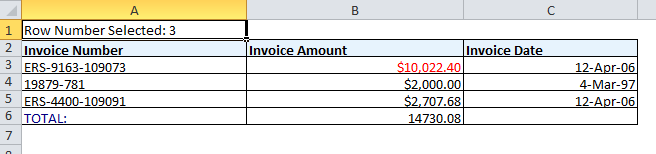 A B C
1 Row Number Selected: 3
2 Invoice Number Invoice Amount Invoice Date
3 ERS-9163-109073 $10,022.40 12-Apr-06
4 19879-781 $2,000.00 4-Mar-97
5 ERS-4400-109091 $2,707.68 12-Apr-06
6 TOTAL: 14730.08
7